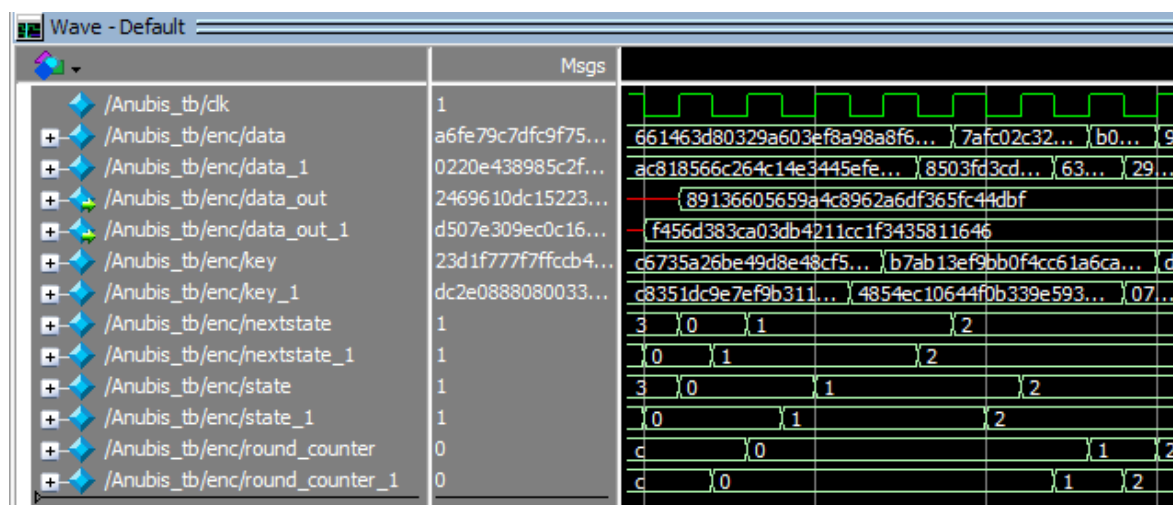 Wave - Default
Msgs
/Anubis_tb/clk 1
/Anubis_tb/enc/data a6fe79c7dfc9f75... 661463d80329a603ef8a98a8f6... 7afc02c32... b0... 9
/Anubis_tb/enc/data_1 0220e438985c2f... ac818566c264c14e3445efe... 8503fd3cd... 63... 29...
/Anubis_tb/enc/data_out 2469610dc15223... 89136605659a4c8962a6df365fc44dbf
/Anubis_tb/enc/data_out_1 d507e309ec0c16... f456d383ca03db4211cc1f3435811646
/Anubis_tb/enc/key 23d1f777f7ffccb4... c6735a26be49d8e48cf5... b7ab13ef9bb0f4cc61a6ca... d
/Anubis_tb/enc/key_1 dc2e0888080033... c8351dc9e7ef9b311... 4854ec10644f0b339e593... 07...
/Anubis_tb/enc/nextstate 1 3 0 1 2
/Anubis_tb/enc/nextstate_1 1 0 1 2
/Anubis_tb/enc/state 1 3 0 1 2
/Anubis_tb/enc/state_1 1 0 1 2
/Anubis_tb/enc/round_counter 0 c 0 1 2
/Anubis_tb/enc/round_counter_1 0 c 0 1 2